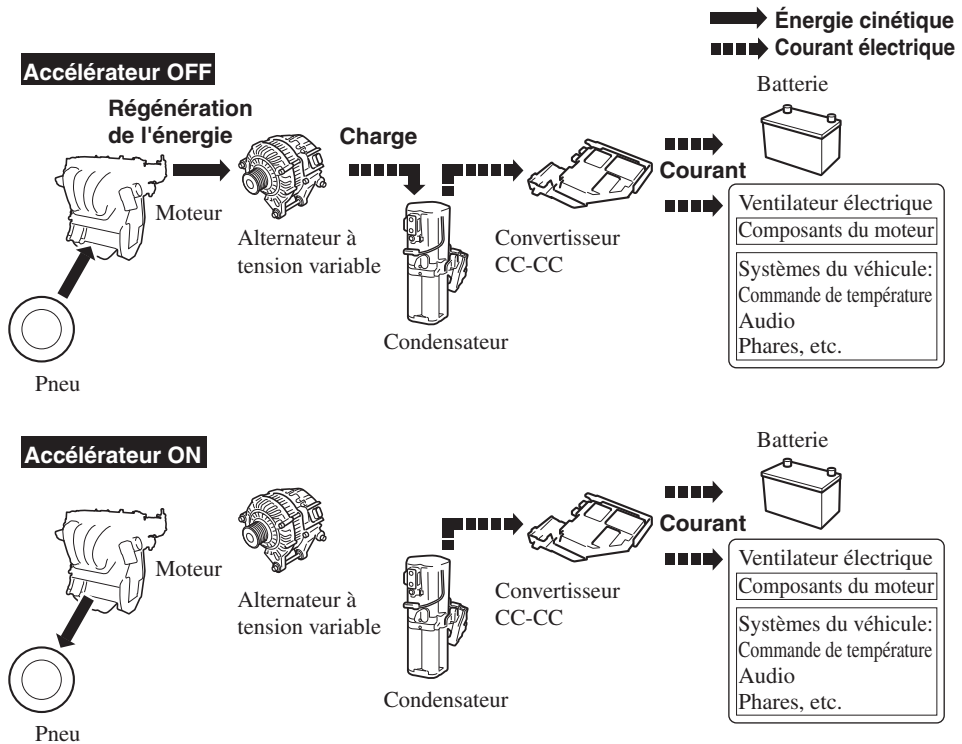 Énergie cinétique
Courant électrique
Accélérateur OFF
Régénération
de l'énergie
Charge
Batterie
Courant
Moteur
Alternateur à
tension variable
Convertisseur
CC-CC
Condensateur
Pneu
Ventilateur électrique
Composants du moteur
Systèmes du véhicule:
Commande de température
Audio
Phares, etc.
Accélérateur ON
Batterie
Courant
Moteur
Alternateur à
tension variable
Convertisseur
CC-CC
Condensateur
Pneu
Ventilateur électrique
Composants du moteur
Systèmes du véhicule:
Commande de température
Audio
Phares, etc.